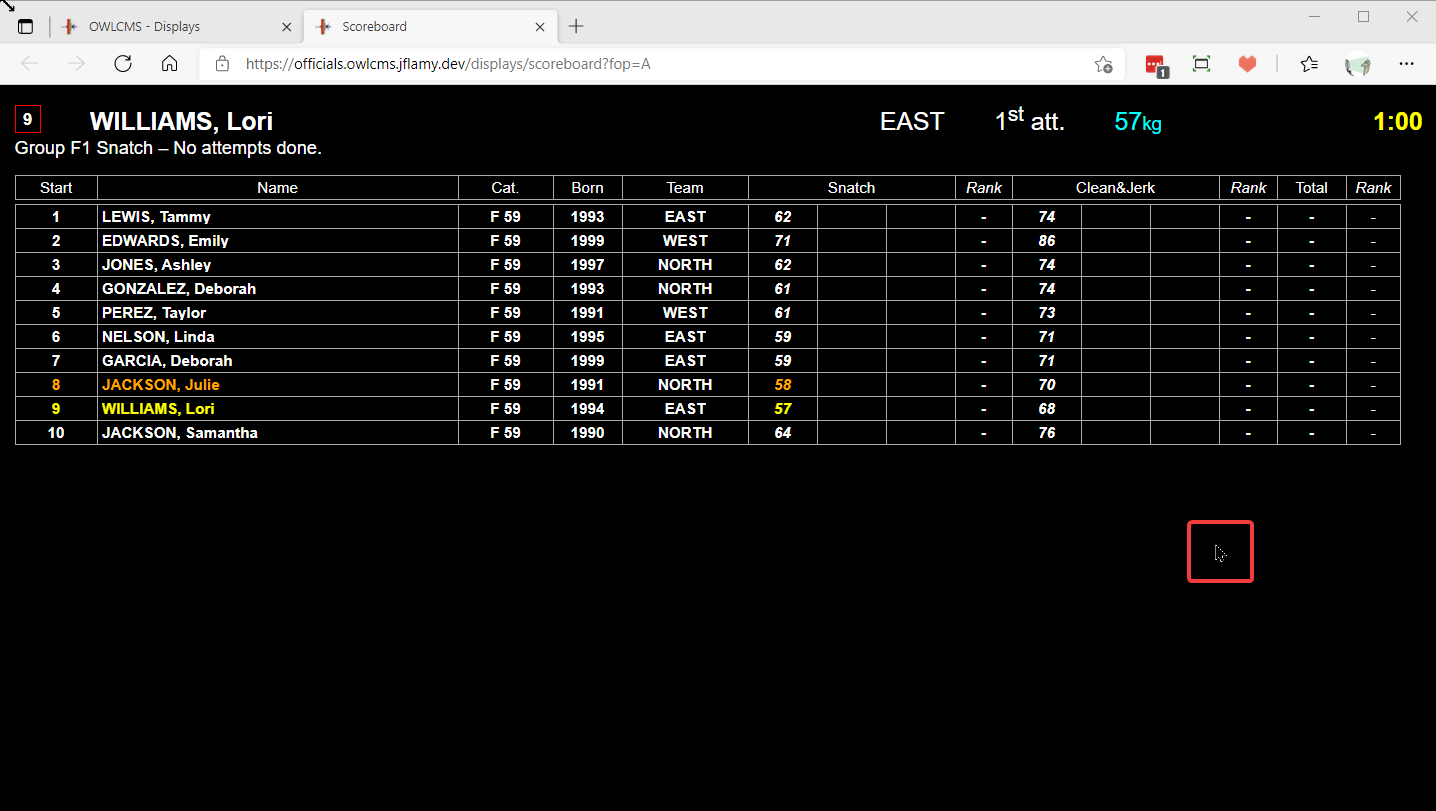 OWLCMS - Displays
Scoreboard
https://officials.owlcms.jflamy.dev/displays/scoreboard?fop=A
1
9 WILLIAMS, Lori EAST 1st att. 57kg 1:00
Group F1 Snatch – No attempts done.
Start Name Cat. Born Team Snatch Rank Clean&Jerk Rank Total Rank
1 LEWIS, Tammy F 59 1993 EAST 62 - 74 - - -
2 EDWARDS, Emily F 59 1999 WEST 71 - 86 - - -
3 JONES, Ashley F 59 1997 NORTH 62 - 74 - - -
4 GONZALEZ, Deborah F 59 1993 NORTH 61 - 74 - - -
5 PEREZ, Taylor F 59 1991 WEST 61 - 73 - - -
6 NELSON, Linda F 59 1995 EAST 59 - 71 - - -
7 GARCIA, Deborah F 59 1999 EAST 59 - 71 - - -
8 JACKSON, Julie F 59 1991 NORTH 58 - 70 - - -
9 WILLIAMS, Lori F 59 1994 EAST 57 - 68 - - -
10 JACKSON, Samantha F 59 1990 NORTH 64 - 76 - - -